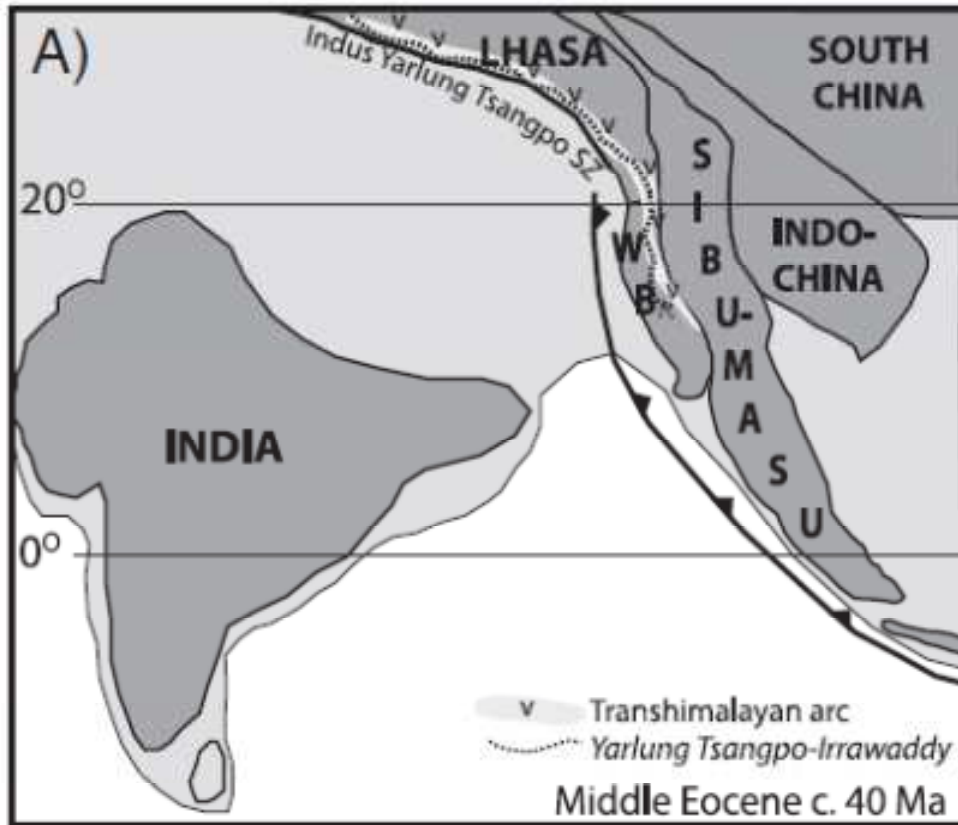 A)
LHASA
SOUTH
CHINA
Indus Yarlung Tsangpo SZ
20°
S
I
B
U-
M
A
S
U
INDO-
CHINA
W
B
INDIA
0°
v Transhimalayan arc
Yarlung Tsangpo-Irrawaddy
Middle Eocene c. 40 Ma